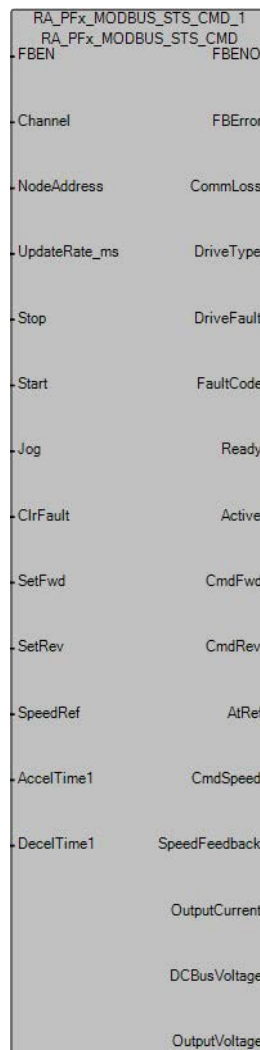 RA_PFx_MODBUS_STS_CMD_1
RA_PFx_MODBUS_STS_CMD
FBEN FBENO
Channel FBError
NodeAddress CommLoss
UpdateRate_ms DriveType
Stop DriveFault
Start FaultCode
Jog Ready
ClrFault Active
SetFwd CmdFwd
SetRev CmdRev
SpeedRef AtRef
AccelTime1 CmdSpeed
DecelTime1 SpeedFeedback
OutputCurrent
DCBusVoltage
OutputVoltage